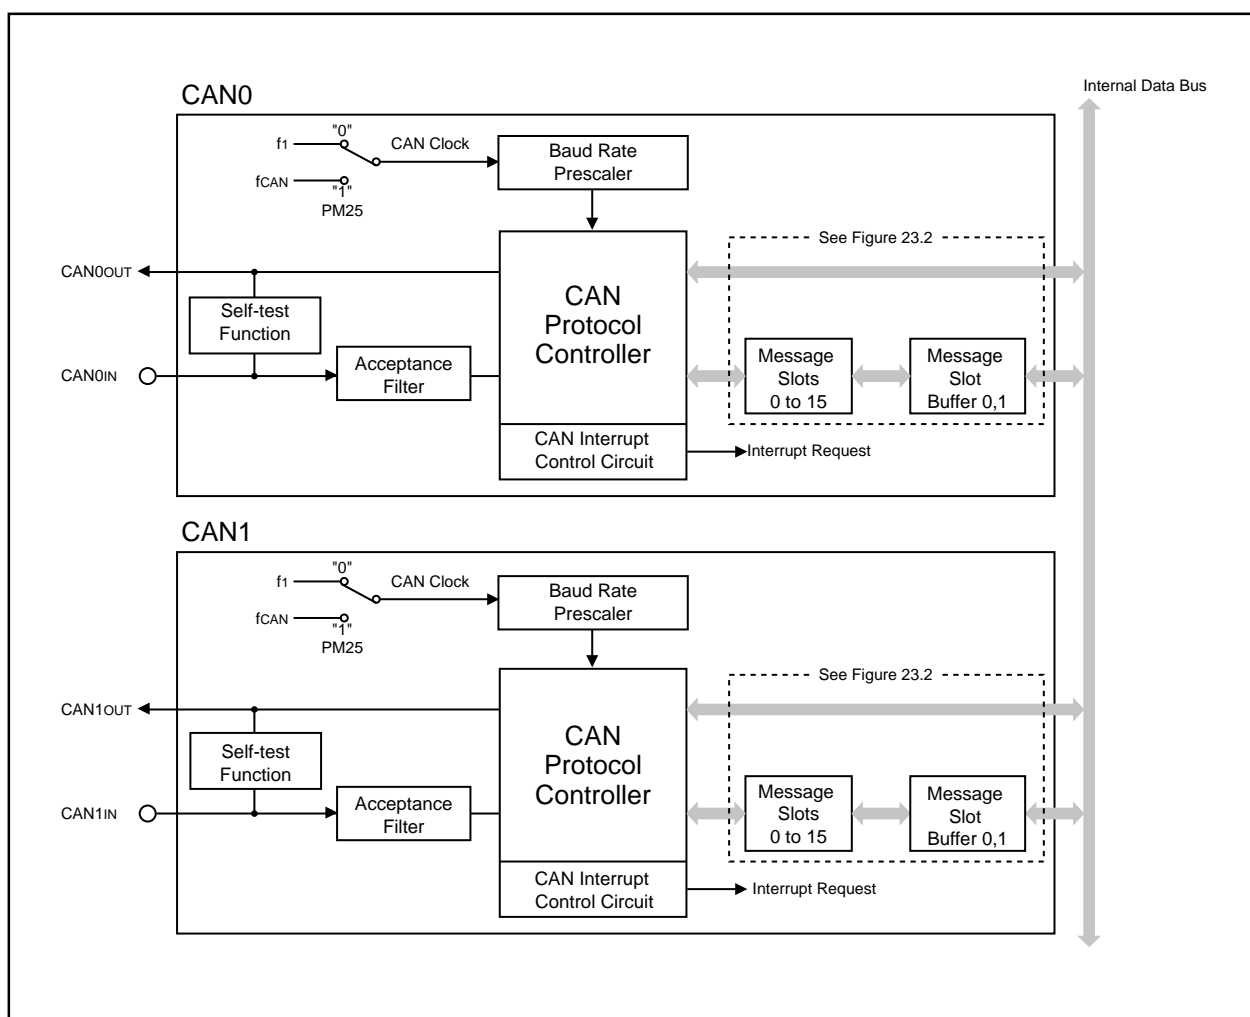 Internal Data Bus
CAN0
"0"
f1
CAN Clock
fCAN
"1"
PM25
Baud Rate
Prescaler
See Figure 23.2
CAN0OUT
Self-test
Function
CAN0IN
Acceptance
Filter
CAN
Protocol
Controller
Message
Slots
0 to 15
Message
Slot
Buffer 0,1
CAN Interrupt
Control Circuit
Interrupt Request
CAN1
"0"
f1
CAN Clock
fCAN
"1"
PM25
Baud Rate
Prescaler
See Figure 23.2
CAN1OUT
Self-test
Function
CAN1IN
Acceptance
Filter
CAN
Protocol
Controller
Message
Slots
0 to 15
Message
Slot
Buffer 0,1
CAN Interrupt
Control Circuit
Interrupt Request